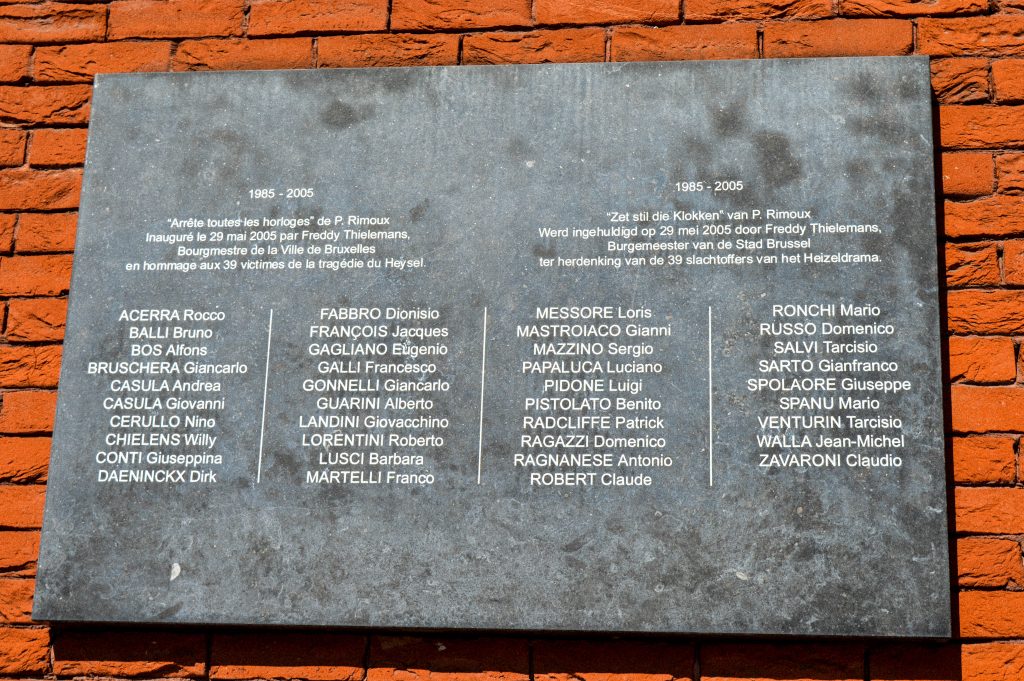 1985 - 2005
“Arrête toutes les horloges” de P. Rimoux
Inauguré le 29 mai 2005 par Freddy Thielemans,
Bourgmestre de la Ville de Bruxelles
en hommage aux 39 victimes de la tragédie du Heysel.
1985 - 2005
“Zet stil die Klokken” van P. Rimoux
Werd ingehuldigd op 29 mei 2005 door Freddy Thielemans,
Burgemeester van de Stad Brussel
ter herdenking van de 39 slachtoffers van het Heizeldrama.
ACERRA Rocco
BALLI Bruno
BOS Alfons
BRUSCHERA Giancarlo
CASULA Andrea
CASULA Giovanni
CERULLO Nino
CHIELENS Willy
CONTI Giuseppina
DAENINCKX Dirk
FABBRO Dionisio
FRANÇOIS Jacques
GAGLIANO Eugenio
GALLI Francesco
GONNELLI Giancarlo
GUARINI Alberto
LANDINI Giovacchino
LORENTINI Roberto
LUSCI Barbara
MARTELLI Franco
MESSORE Loris
MASTROIACO Gianni
MAZZINO Sergio
PAPALUCA Luciano
PIDONE Luigi
PISTOLATO Benito
RADCLIFFE Patrick
RAGAZZI Domenico
RAGNANESE Antonio
ROBERT Claude
RONCHI Mario
RUSSO Domenico
SALVI Tarcisio
SARTO Gianfranco
SPOLAORE Giuseppe
SPANU Mario
VENTURIN Tarcisio
WALLA Jean-Michel
ZAVARONI Claudio